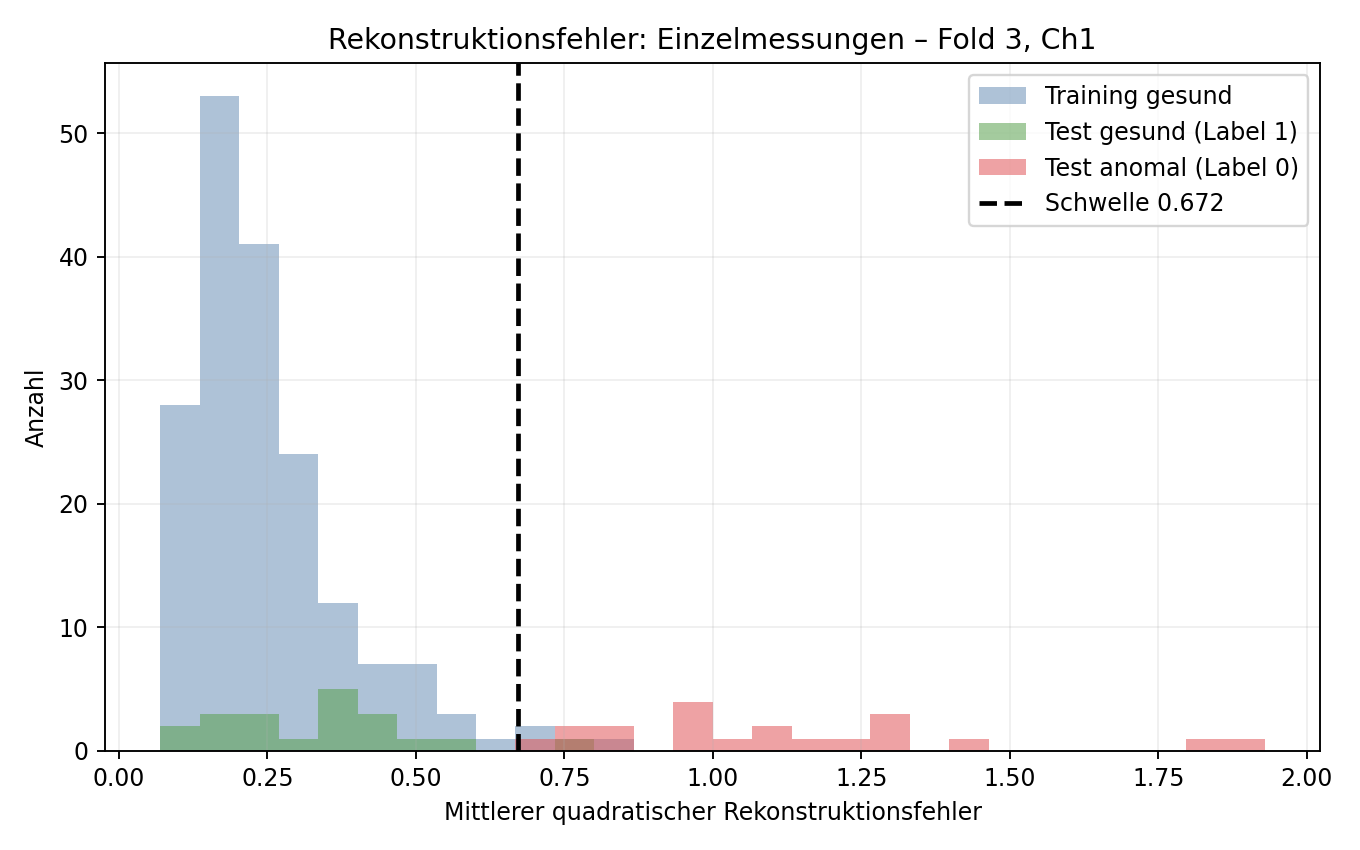 Rekonstruktionsfehler: Einzelmessungen – Fold 3, Ch1
Training gesund
Test gesund (Label 1)
Test anomal (Label 0)
Schwelle 0.672
Anzahl
50
40
30
20
10
0
0.00 0.25 0.50 0.75 1.00 1.25 1.50 1.75 2.00
Mittlerer quadratischer Rekonstruktionsfehler